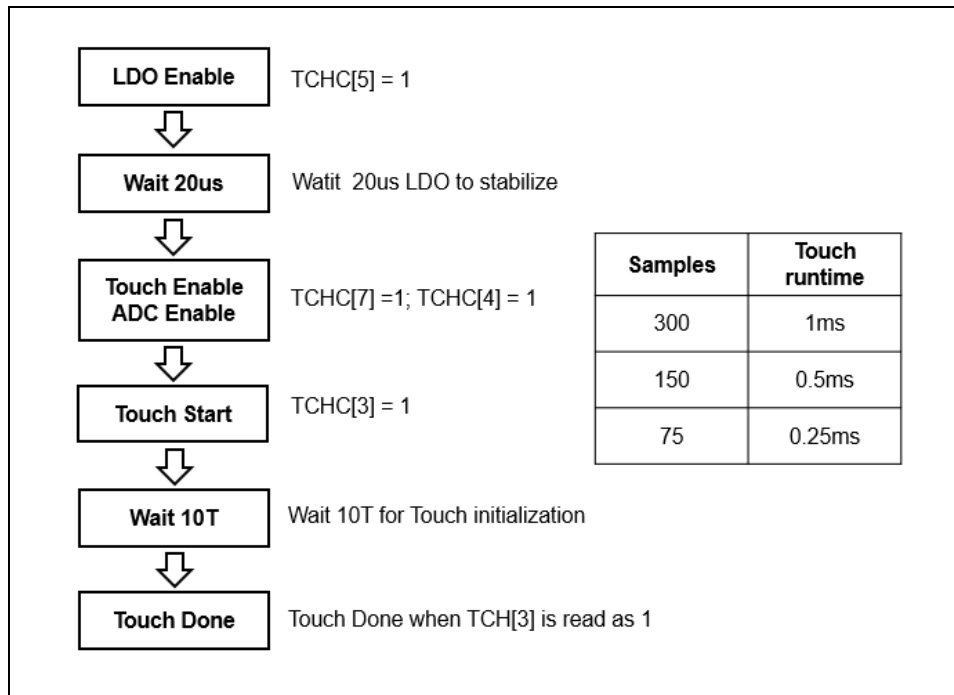 LDO Enable
TCHC[5] = 1
Wait 20us
Watit  20us LDO to stabilize
Touch Enable
ADC Enable
TCHC[7] =1; TCHC[4] = 1
Touch Start
TCHC[3] = 1
Wait 10T
Wait 10T for Touch initialization
Touch Done
Touch Done when TCH[3] is read as 1
Samples
Touch
runtime
300
1ms
150
0.5ms
75
0.25ms